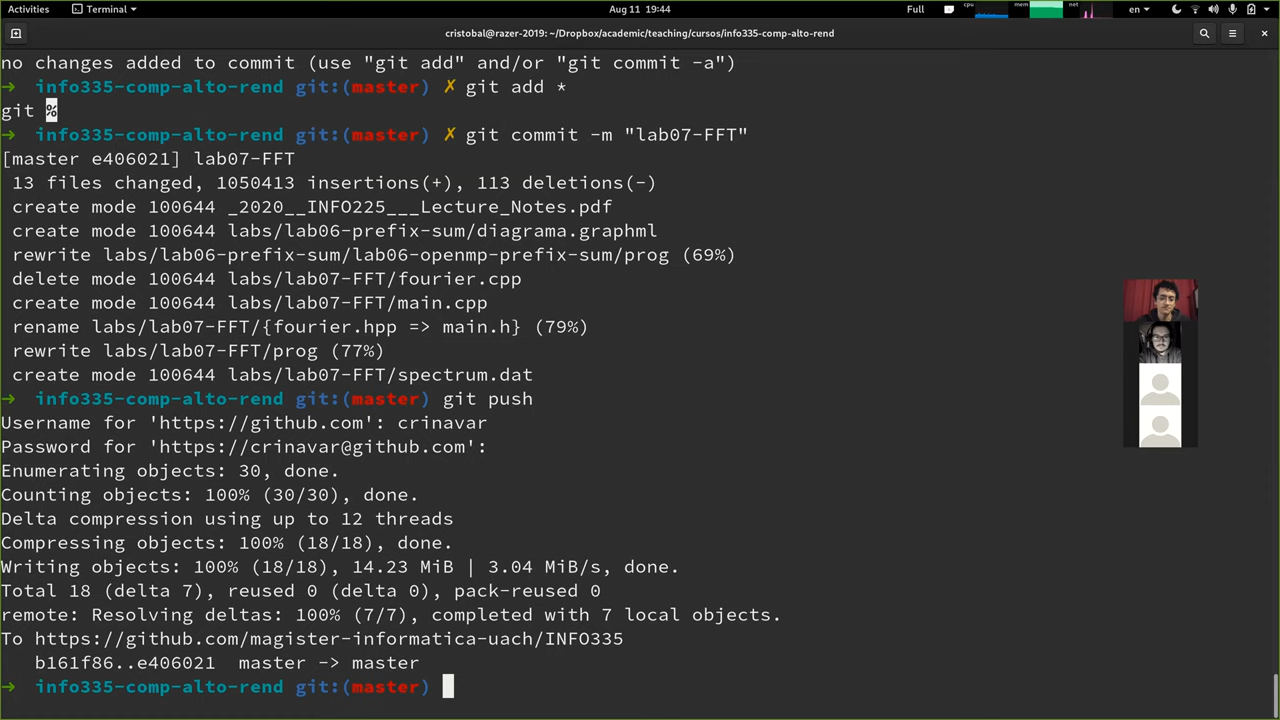 Activities Terminal Aug 11 19:44 Full cpu mem net en
cristobal@razer-2019: ~/Dropbox/academic/teaching/cursos/info335-comp-alto-rend
no changes added to commit (use "git add" and/or "git commit -a")
➜ info335-comp-alto-rend git:(master) ✗ git add *
git %
➜ info335-comp-alto-rend git:(master) ✗ git commit -m "lab07-FFT"
[master e406021] lab07-FFT
13 files changed, 1050413 insertions(+), 113 deletions(-)
create mode 100644 _2020__INFO225___Lecture_Notes.pdf
create mode 100644 labs/lab06-prefix-sum/diagrama.graphml
rewrite labs/lab06-prefix-sum/lab06-openmp-prefix-sum/prog (69%)
delete mode 100644 labs/lab07-FFT/fourier.cpp
create mode 100644 labs/lab07-FFT/main.cpp
rename labs/lab07-FFT/{fourier.hpp => main.h} (79%)
rewrite labs/lab07-FFT/prog (77%)
create mode 100644 labs/lab07-FFT/spectrum.dat
➜ info335-comp-alto-rend git:(master) git push
Username for 'https://github.com': crinavar
Password for 'https://crinavar@github.com':
Enumerating objects: 30, done.
Counting objects: 100% (30/30), done.
Delta compression using up to 12 threads
Compressing objects: 100% (18/18), done.
Writing objects: 100% (18/18), 14.23 MiB | 3.04 MiB/s, done.
Total 18 (delta 7), reused 0 (delta 0), pack-reused 0
remote: Resolving deltas: 100% (7/7), completed with 7 local objects.
To https://github.com/magister-informatica-uach/INFO335
b161f86..e406021 master -> master
➜ info335-comp-alto-rend git:(master)